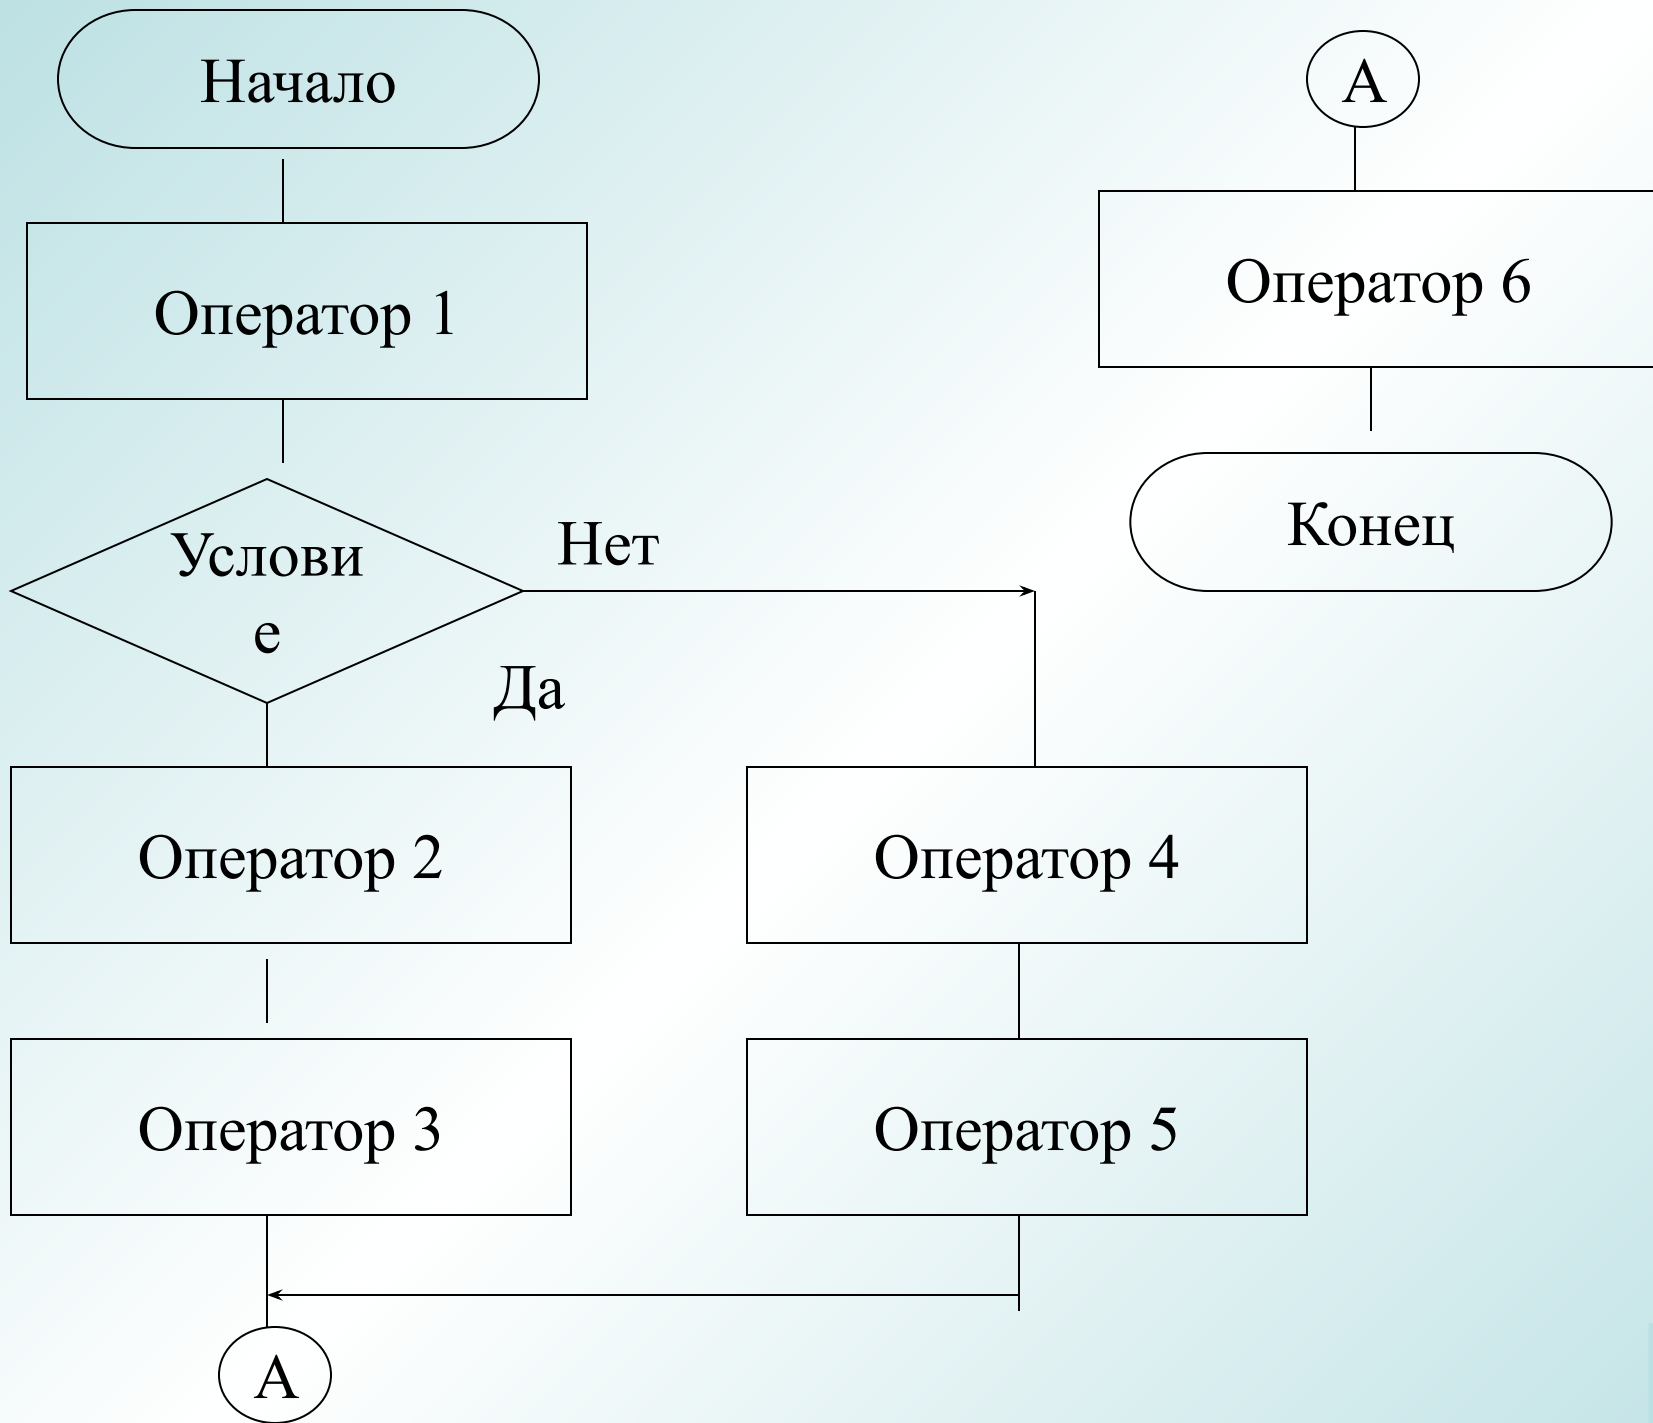 Начало
Оператор 1
Услови
е
Нет
Да
Оператор 2
Оператор 4
Оператор 3
Оператор 5
А
А
Оператор 6
Конец